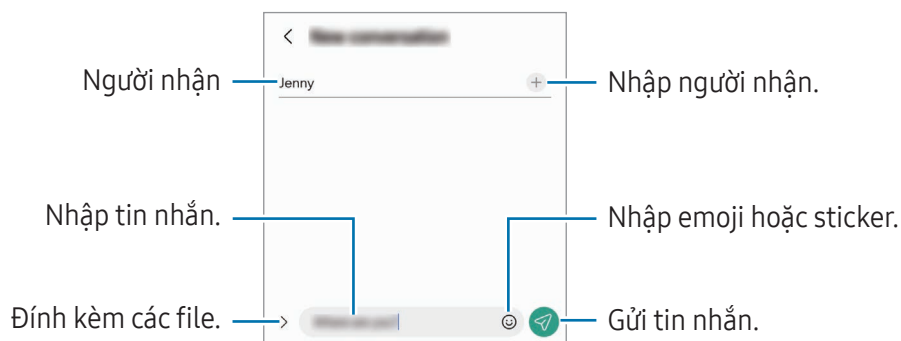 Người nhận
Jenny
Nhập người nhận.
Nhập tin nhắn.
Nhập emoji hoặc sticker.
Đính kèm các file.
Gửi tin nhắn.